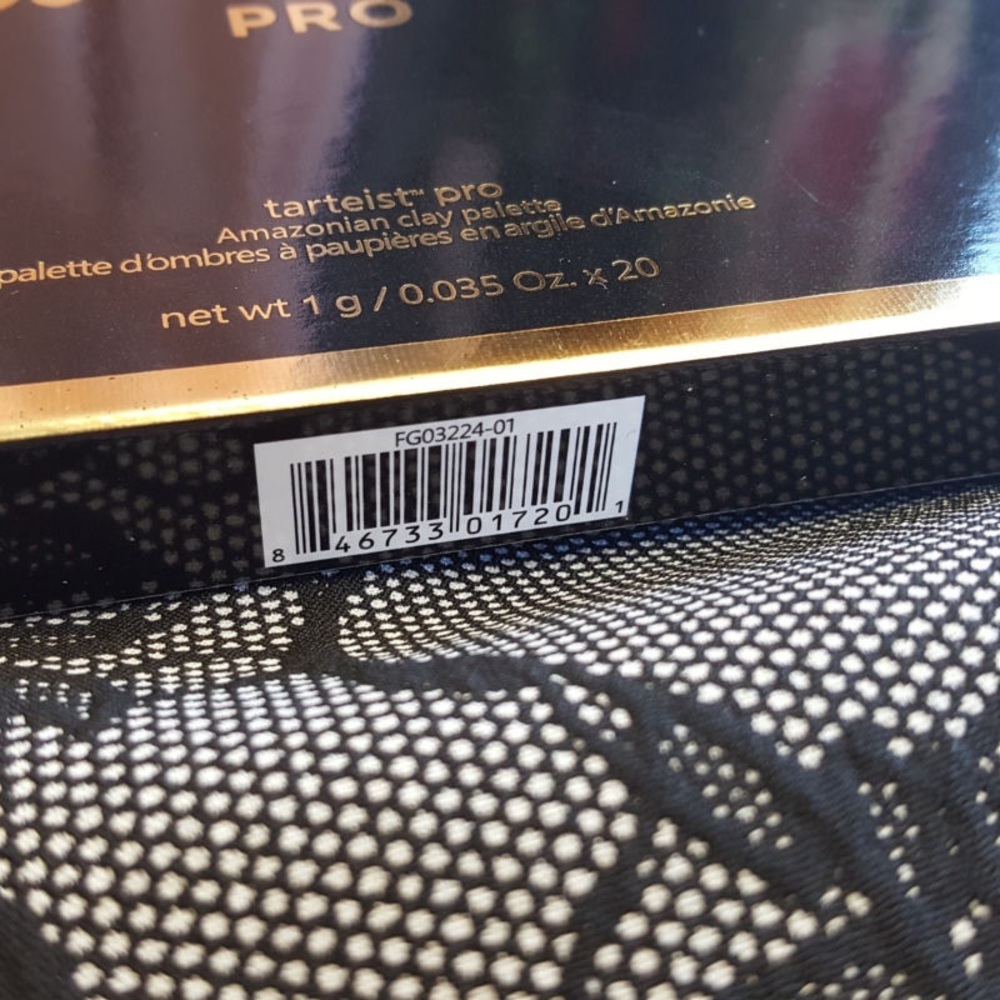 PRO
tarteist™ pro
Amazonian clay palette
palette d'ombres à paupières en argile d'Amazonie
net wt 1 g / 0.035 Oz. x 20
FG03224-01
8 46733 01720 1